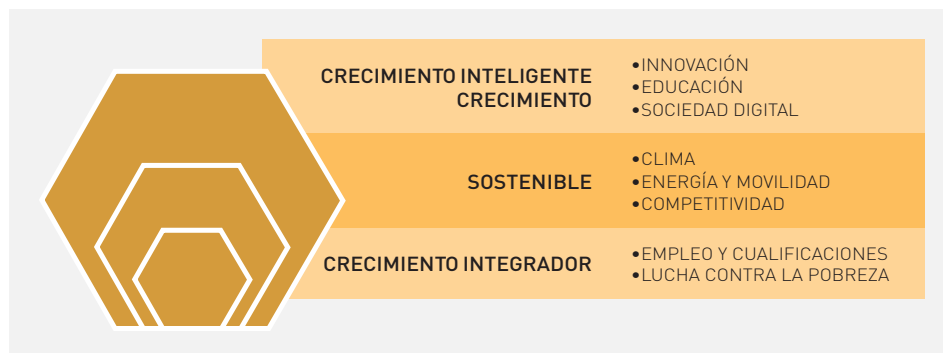 CRECIMIENTO INTELIGENTE
CRECIMIENTO
•INNOVACIÓN
•EDUCACIÓN
•SOCIEDAD DIGITAL
SOSTENIBLE
•CLIMA
•ENERGÍA Y MOVILIDAD
•COMPETITIVIDAD
CRECIMIENTO INTEGRADOR
•EMPLEO Y CUALIFICACIONES
•LUCHA CONTRA LA POBREZA